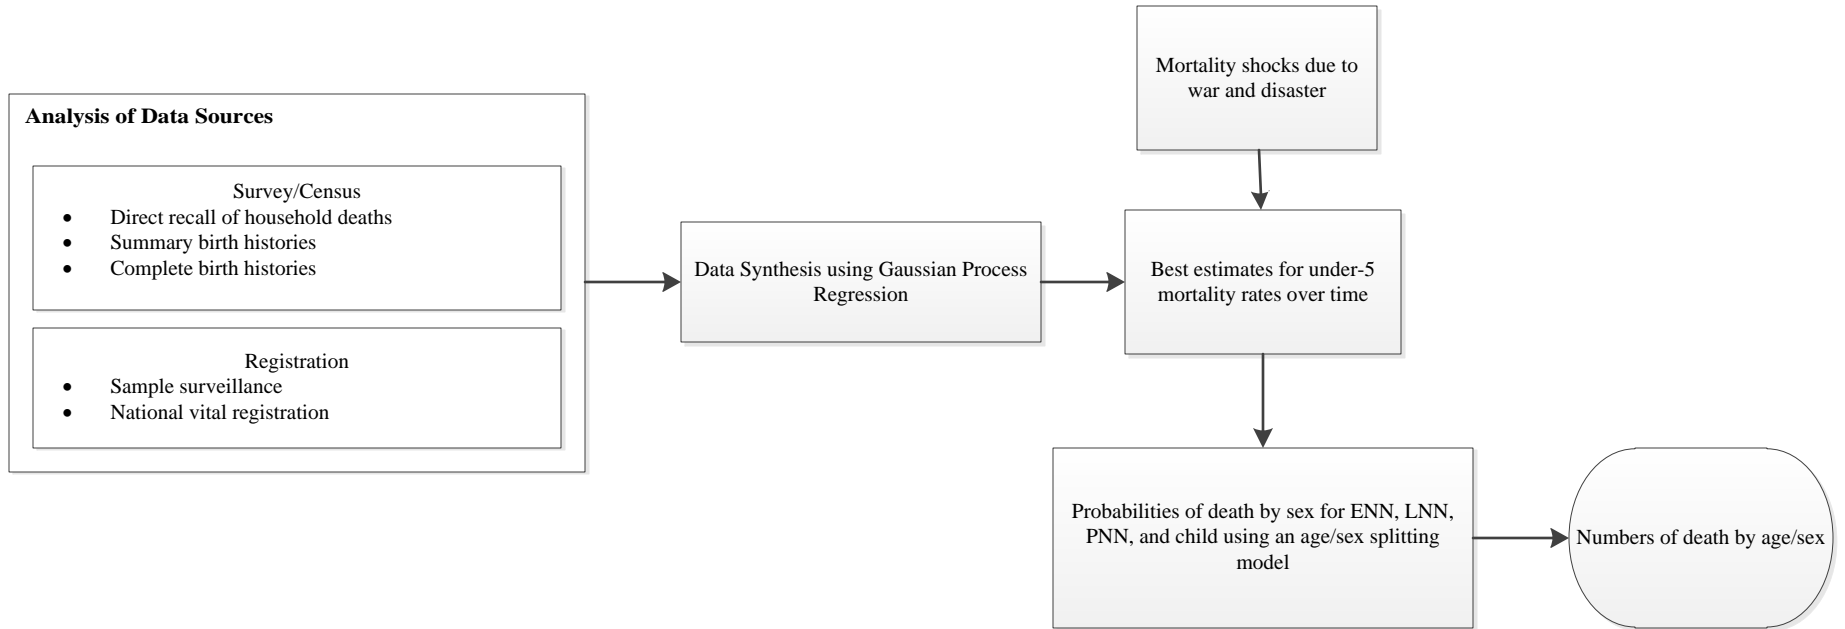 Analysis of Data Sources
Survey/Census
• Direct recall of household deaths
• Summary birth histories
• Complete birth histories
Registration
• Sample surveillance
• National vital registration
Data Synthesis using Gaussian Process
Regression
Mortality shocks due to
war and disaster
Best estimates for under-5
mortality rates over time
Probabilities of death by sex for ENN, LNN,
PNN, and child using an age/sex splitting
model
Numbers of death by age/sex